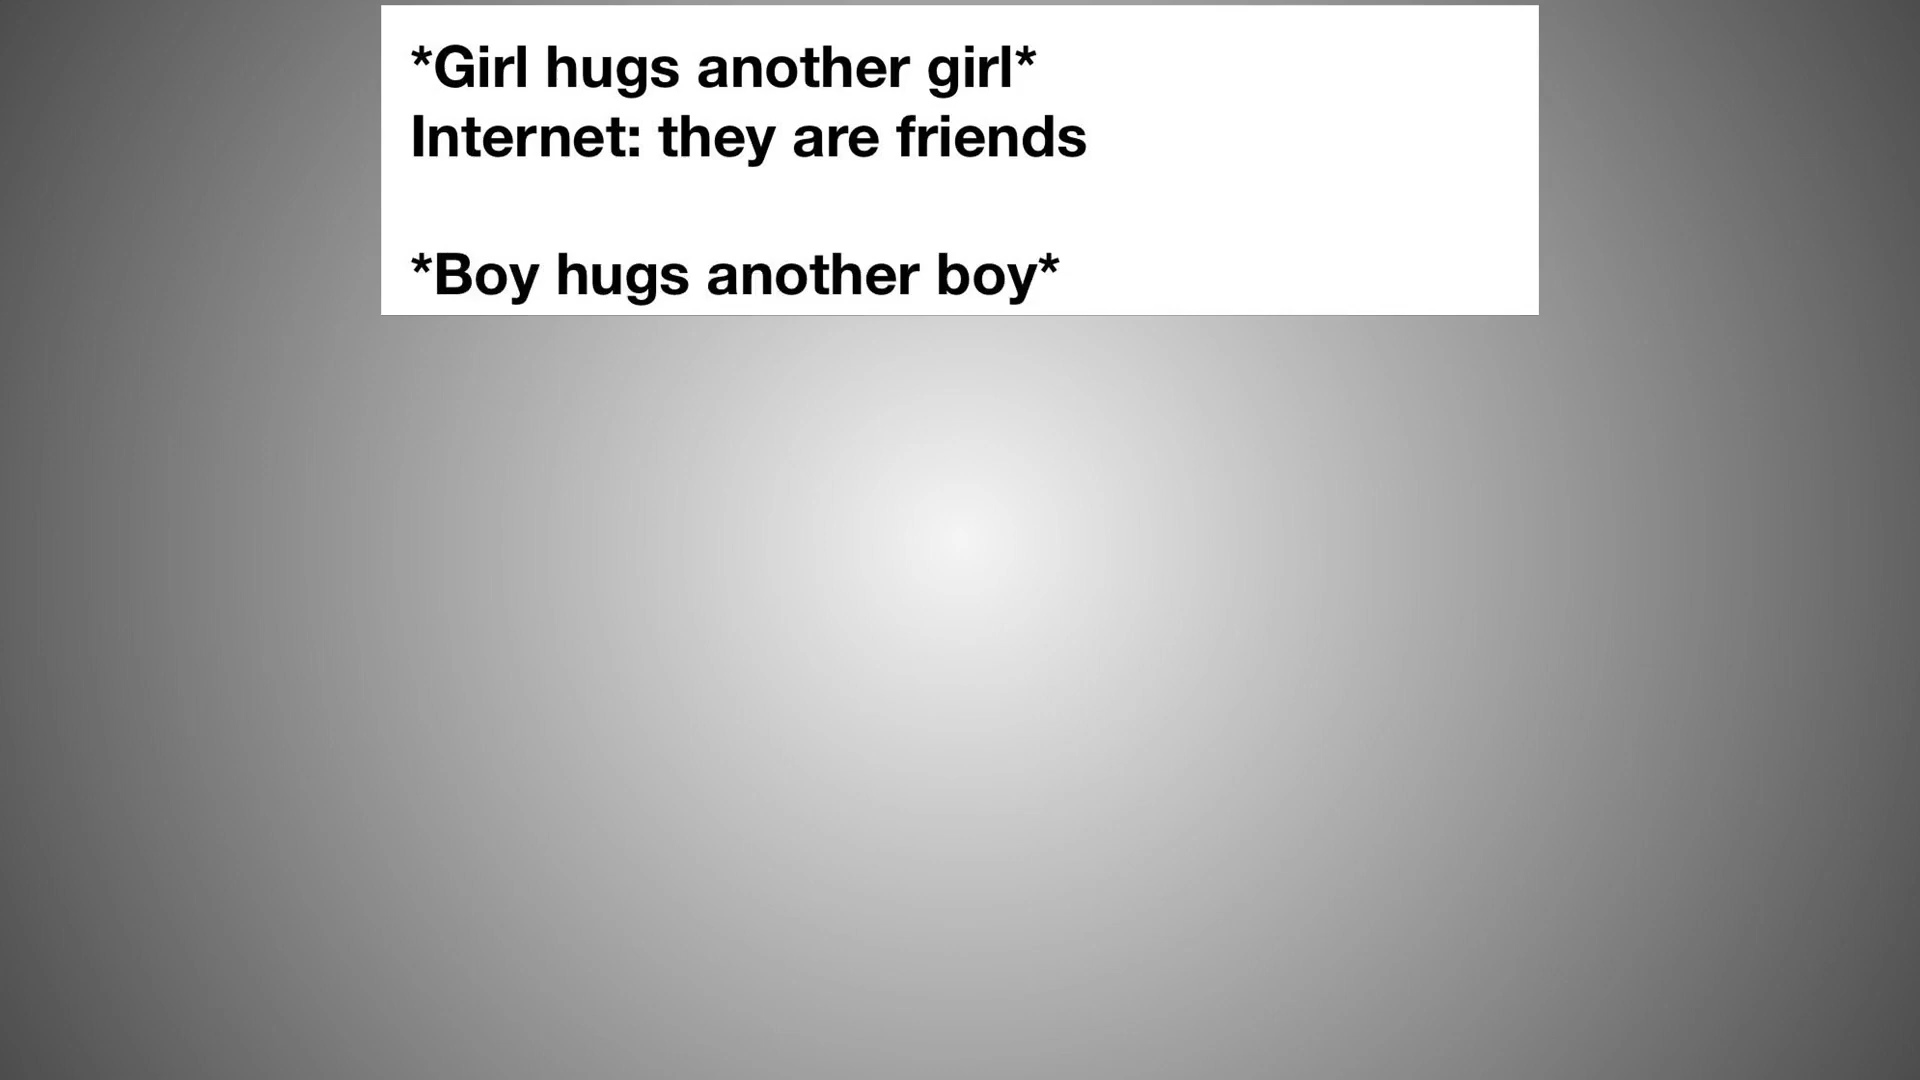 *Girl hugs another girl*
Internet: they are friends
*Boy hugs another boy*